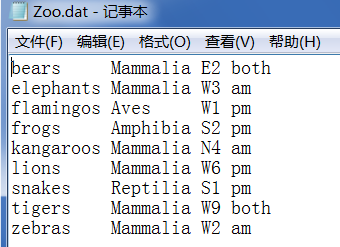 Zoo.dat - 记事本
文件(F) 编辑(E) 格式(O) 查看(V) 帮助(H)
bears      Mammalia E2 both
elephants Mammalia W3 am
flamingos Aves     W1 pm
frogs      Amphibia S2 pm
kangaroos Mammalia N4 am
lions      Mammalia W6 pm
snakes     Reptilia S1 pm
tigers     Mammalia W9 both
zebras     Mammalia W2 am